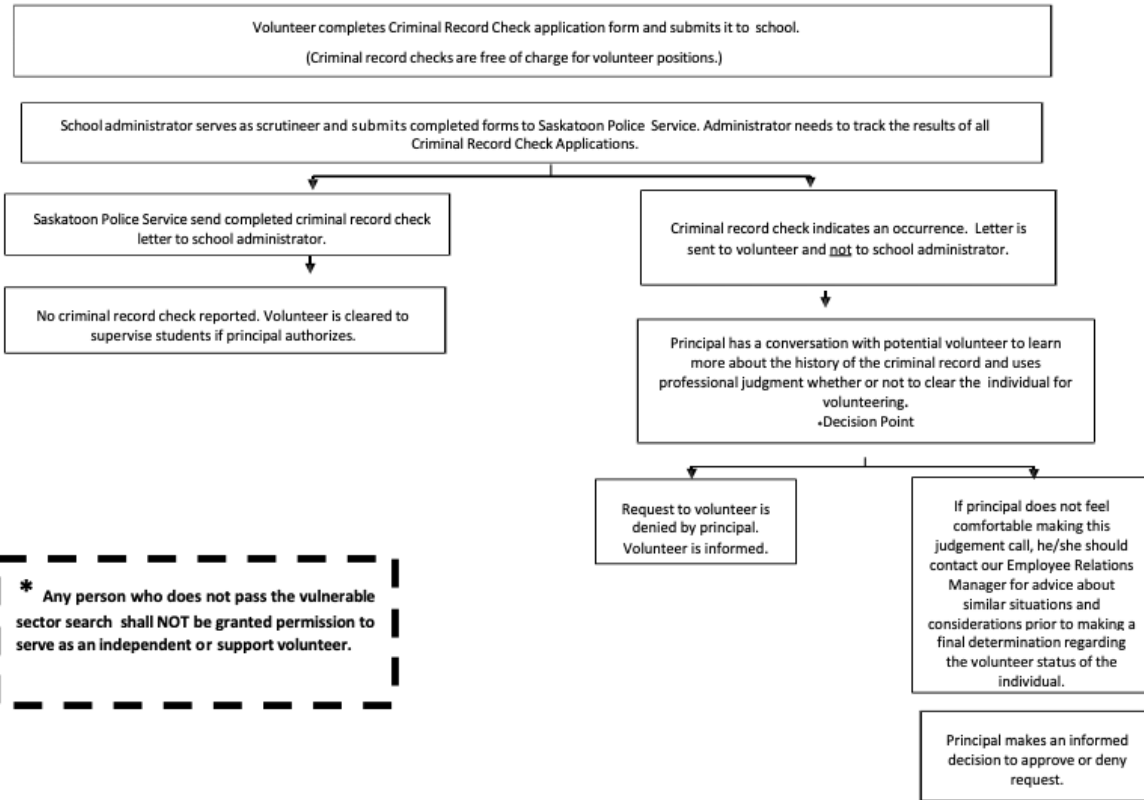 Volunteer completes Criminal Record Check application form and submits it to school.
(Criminal record checks are free of charge for volunteer positions.)
School administrator serves as scrutineer and submits completed forms to Saskatoon Police Service. Administrator needs to track the results of all
Criminal Record Check Applications.
Saskatoon Police Service send completed criminal record check
letter to school administrator.
No criminal record check reported. Volunteer is cleared to
supervise students if principal authorizes.
Criminal record check indicates an occurrence. Letter is
sent to volunteer and not to school administrator.
Principal has a conversation with potential volunteer to learn
more about the history of the criminal record and uses
professional judgment whether or not to clear the individual for
volunteering.
•Decision Point
Request to volunteer is
denied by principal.
Volunteer is informed.
If principal does not feel
comfortable making this
judgement call, he/she should
contact our Employee Relations
Manager for advice about
similar situations and
considerations prior to making a
final determination regarding
the volunteer status of the
individual.
Principal makes an informed
decision to approve or deny
request.
* Any person who does not pass the vulnerable
sector search shall NOT be granted permission to
serve as an independent or support volunteer.